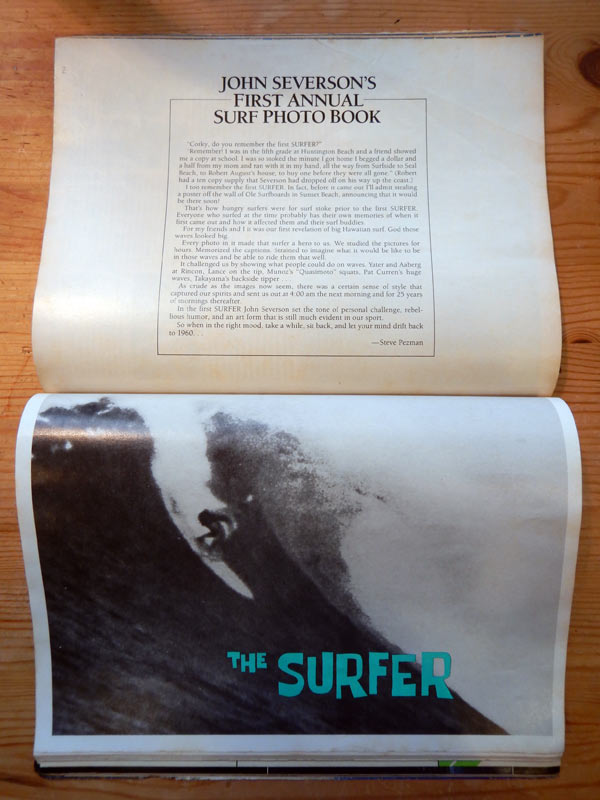 2
JOHN SEVERSON'S
FIRST ANNUAL
SURF PHOTO BOOK
"Corky, do you remember the first SURFER?"
"Remember! I was in the fifth grade at Huntington Beach and a friend showed
me a copy at school. I was so stoked the minute I got home I begged a dollar and
a half from my mom and ran with it in my hand, all the way from Surfside to Seal
Beach, to Robert August's house, to buy one before they were all gone." (Robert
had a ten copy supply that Severson had dropped off on his way up the coast.)
I too remember the first SURFER. In fact, before it came out I'll admit stealing
a poster off the wall of Ole Surfboards in Sunset Beach, announcing that it would
be there soon!
That's how hungry surfers were for surf stoke prior to the first SURFER.
Everyone who surfed at the time probably has their own memories of when it
first came out and how it affected them and their surf buddies.
For my friends and I it was our first revelation of big Hawaiian surf. God those
waves looked big.
Every photo in it made that surfer a hero to us. We studied the pictures for
hours. Memorized the captions. Strained to imagine what it would be like to be
in those waves and be able to ride them that well.
It challenged us by showing what people could do on waves. Yater and Aaberg
at Rincon, Lance on the tip, Munoz's "Quasimoto" squats, Pat Curren's huge
waves, Takayama's backside ripper . . .
As crude as the images now seem, there was a certain sense of style that
captured our spirits and sent us out at 4:00 am the next morning and for 25 years
of mornings thereafter.
In the first SURFER John Severson set the tone of personal challenge, rebel-
lious humor, and an art form that is still much evident in our sport.
So when in the right mood, take a while, sit back, and let your mind drift back
to 1960. . .
—Steve Pezman
THE SURFER